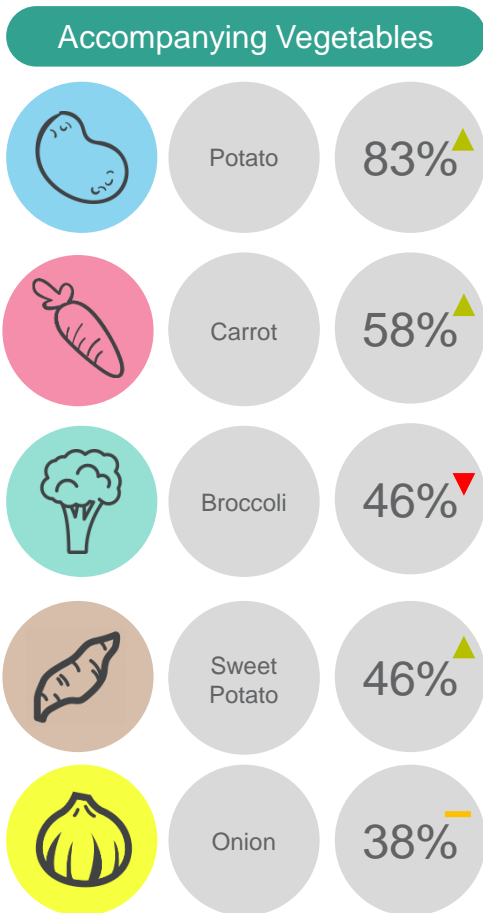 Accompanying Vegetables
Potato
83%
Carrot
58%
Broccoli
46%
Sweet
Potato
46%
Onion
38%